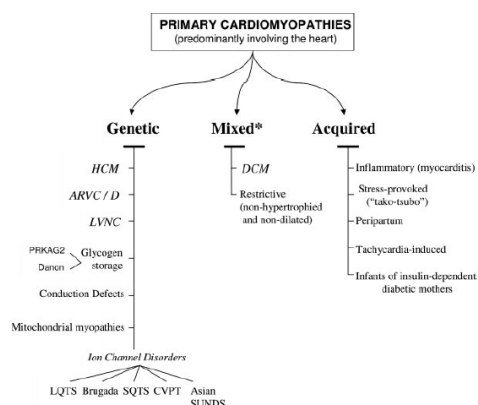 PRIMARY CARDIOMYOPATHIES
(predominantly involving the heart)
Genetic
HCM
ARVC / D
LVNC
PRKAG2
Danon
Glycogen
storage
Conduction Defects
Mitochondrial myopathies
Ion Channel Disorders
LQTS Brugada SQTS CVPT Asian
SUNDS
Mixed*
DCM
Restrictive
(non-hypertrophied
and non-dilated)
Acquired
Inflammatory (myocarditis)
Stress-provoked
("tako-tsubo")
Peripartum
Tachycardia-induced
Infants of insulin-dependent
diabetic mothers